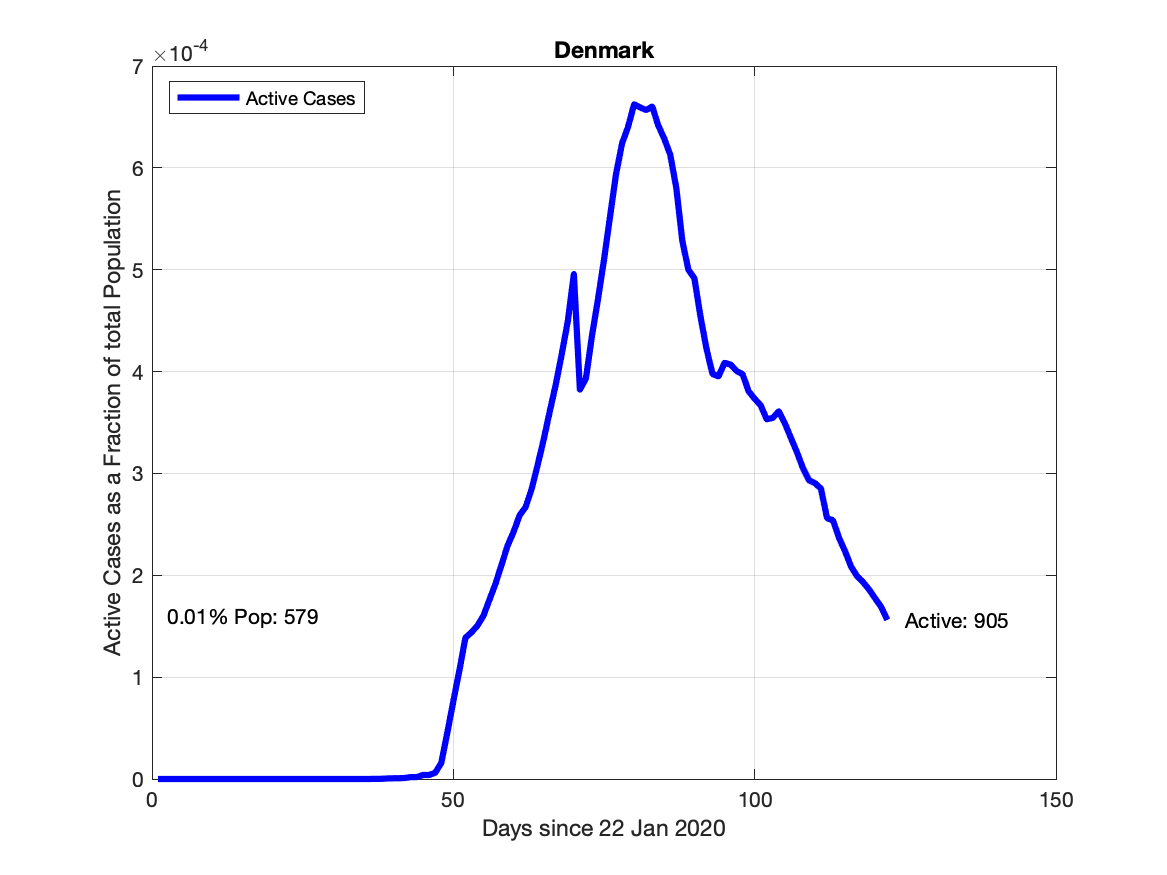 Denmark
×10-4
Active Cases
7
6
5
4
3
2
1
0
Active Cases as a Fraction of total Population
0.01% Pop: 579
Active: 905
0
50
100
150
Days since 22 Jan 2020